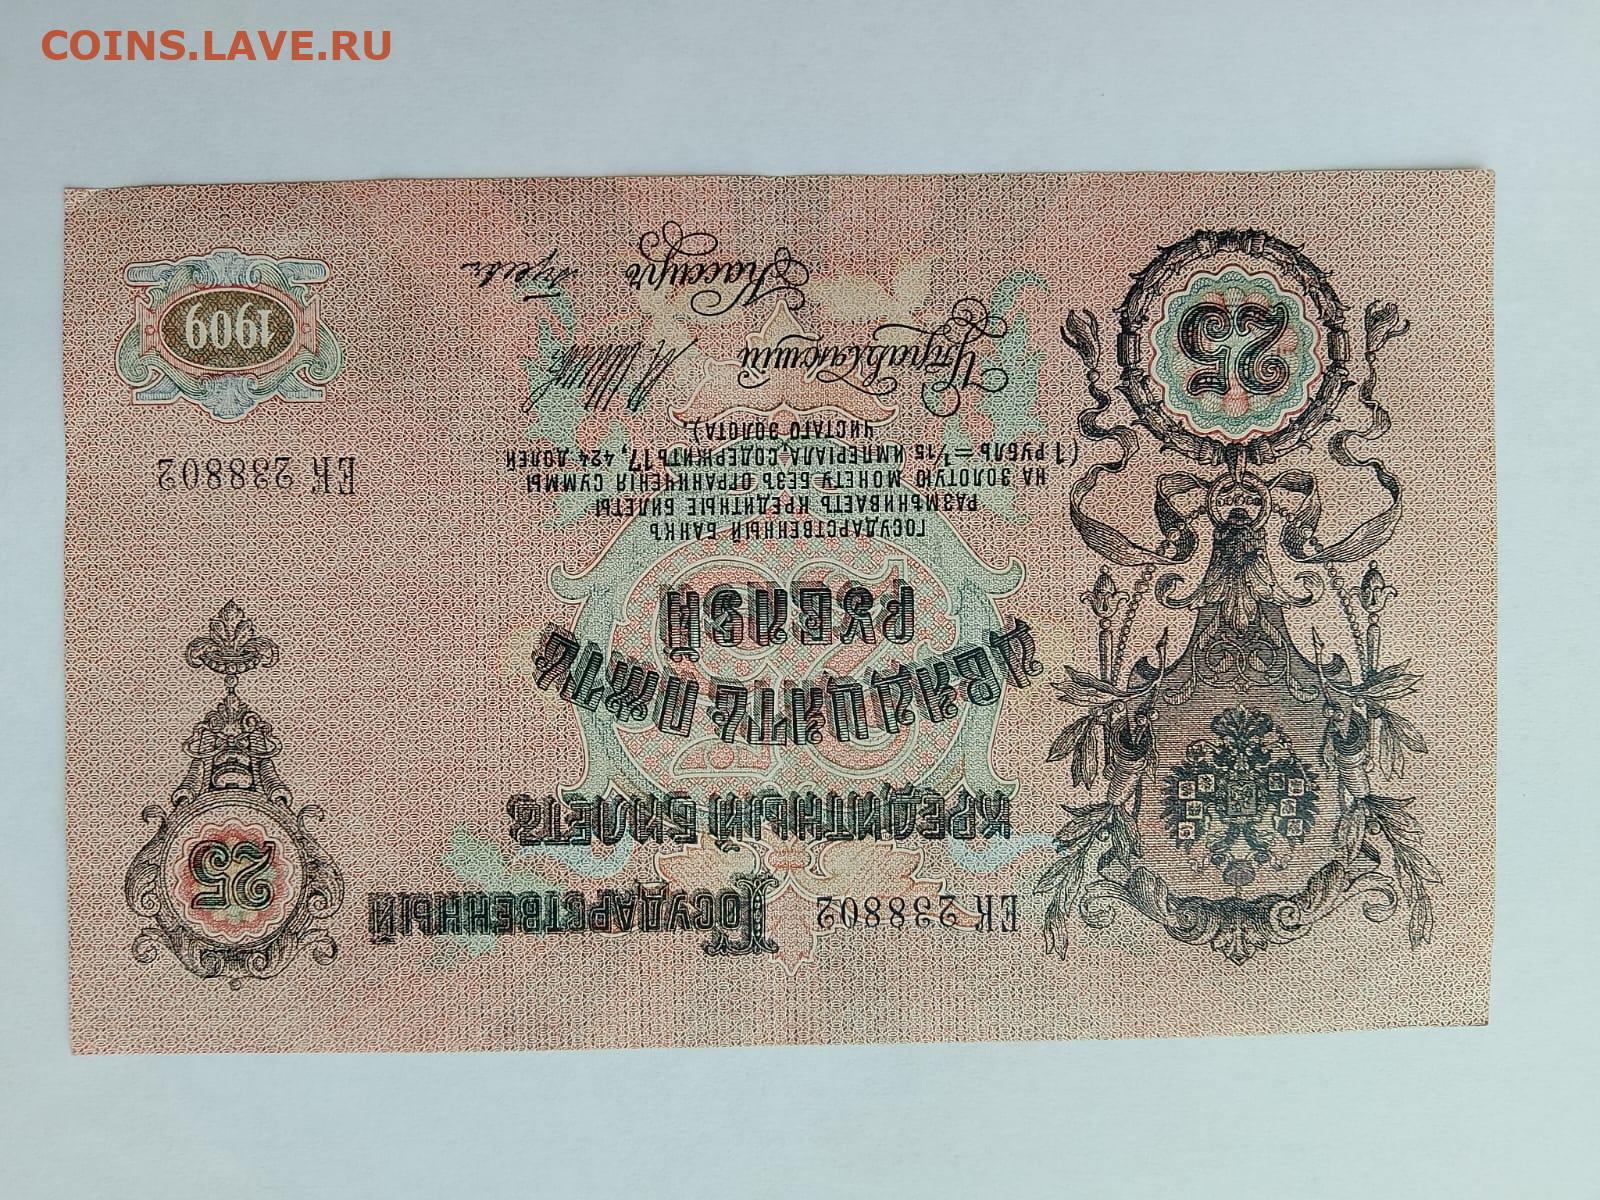 COINS.LAVE.RU
ЕК 238802
ГОСУДАРСТВЕННЫЙ
25
КРЕДИТНЫЙ БИЛЕТЪ
ДВАДЦАТЬ ПЯТЬ
РУБЛЕЙ
ГОСУДАРСТВЕННЫЙ БАНКЪ
РАЗМѢНИВАЕТЪ КРЕДИТНЫЕ БИЛЕТЫ
НА ЗОЛОТУЮ МОНЕТУ БЕЗЪ ОГРАНИЧЕНІЯ СУММЫ
(1 РУБЛЬ = 1/15 ИМПЕРІАЛА, СОДЕРЖИТЪ 17, 424 ДОЛЕЙ
ЧИСТАГО ЗОЛОТА).
ЕК 238802
Управляющій
25
Кассиръ
1909